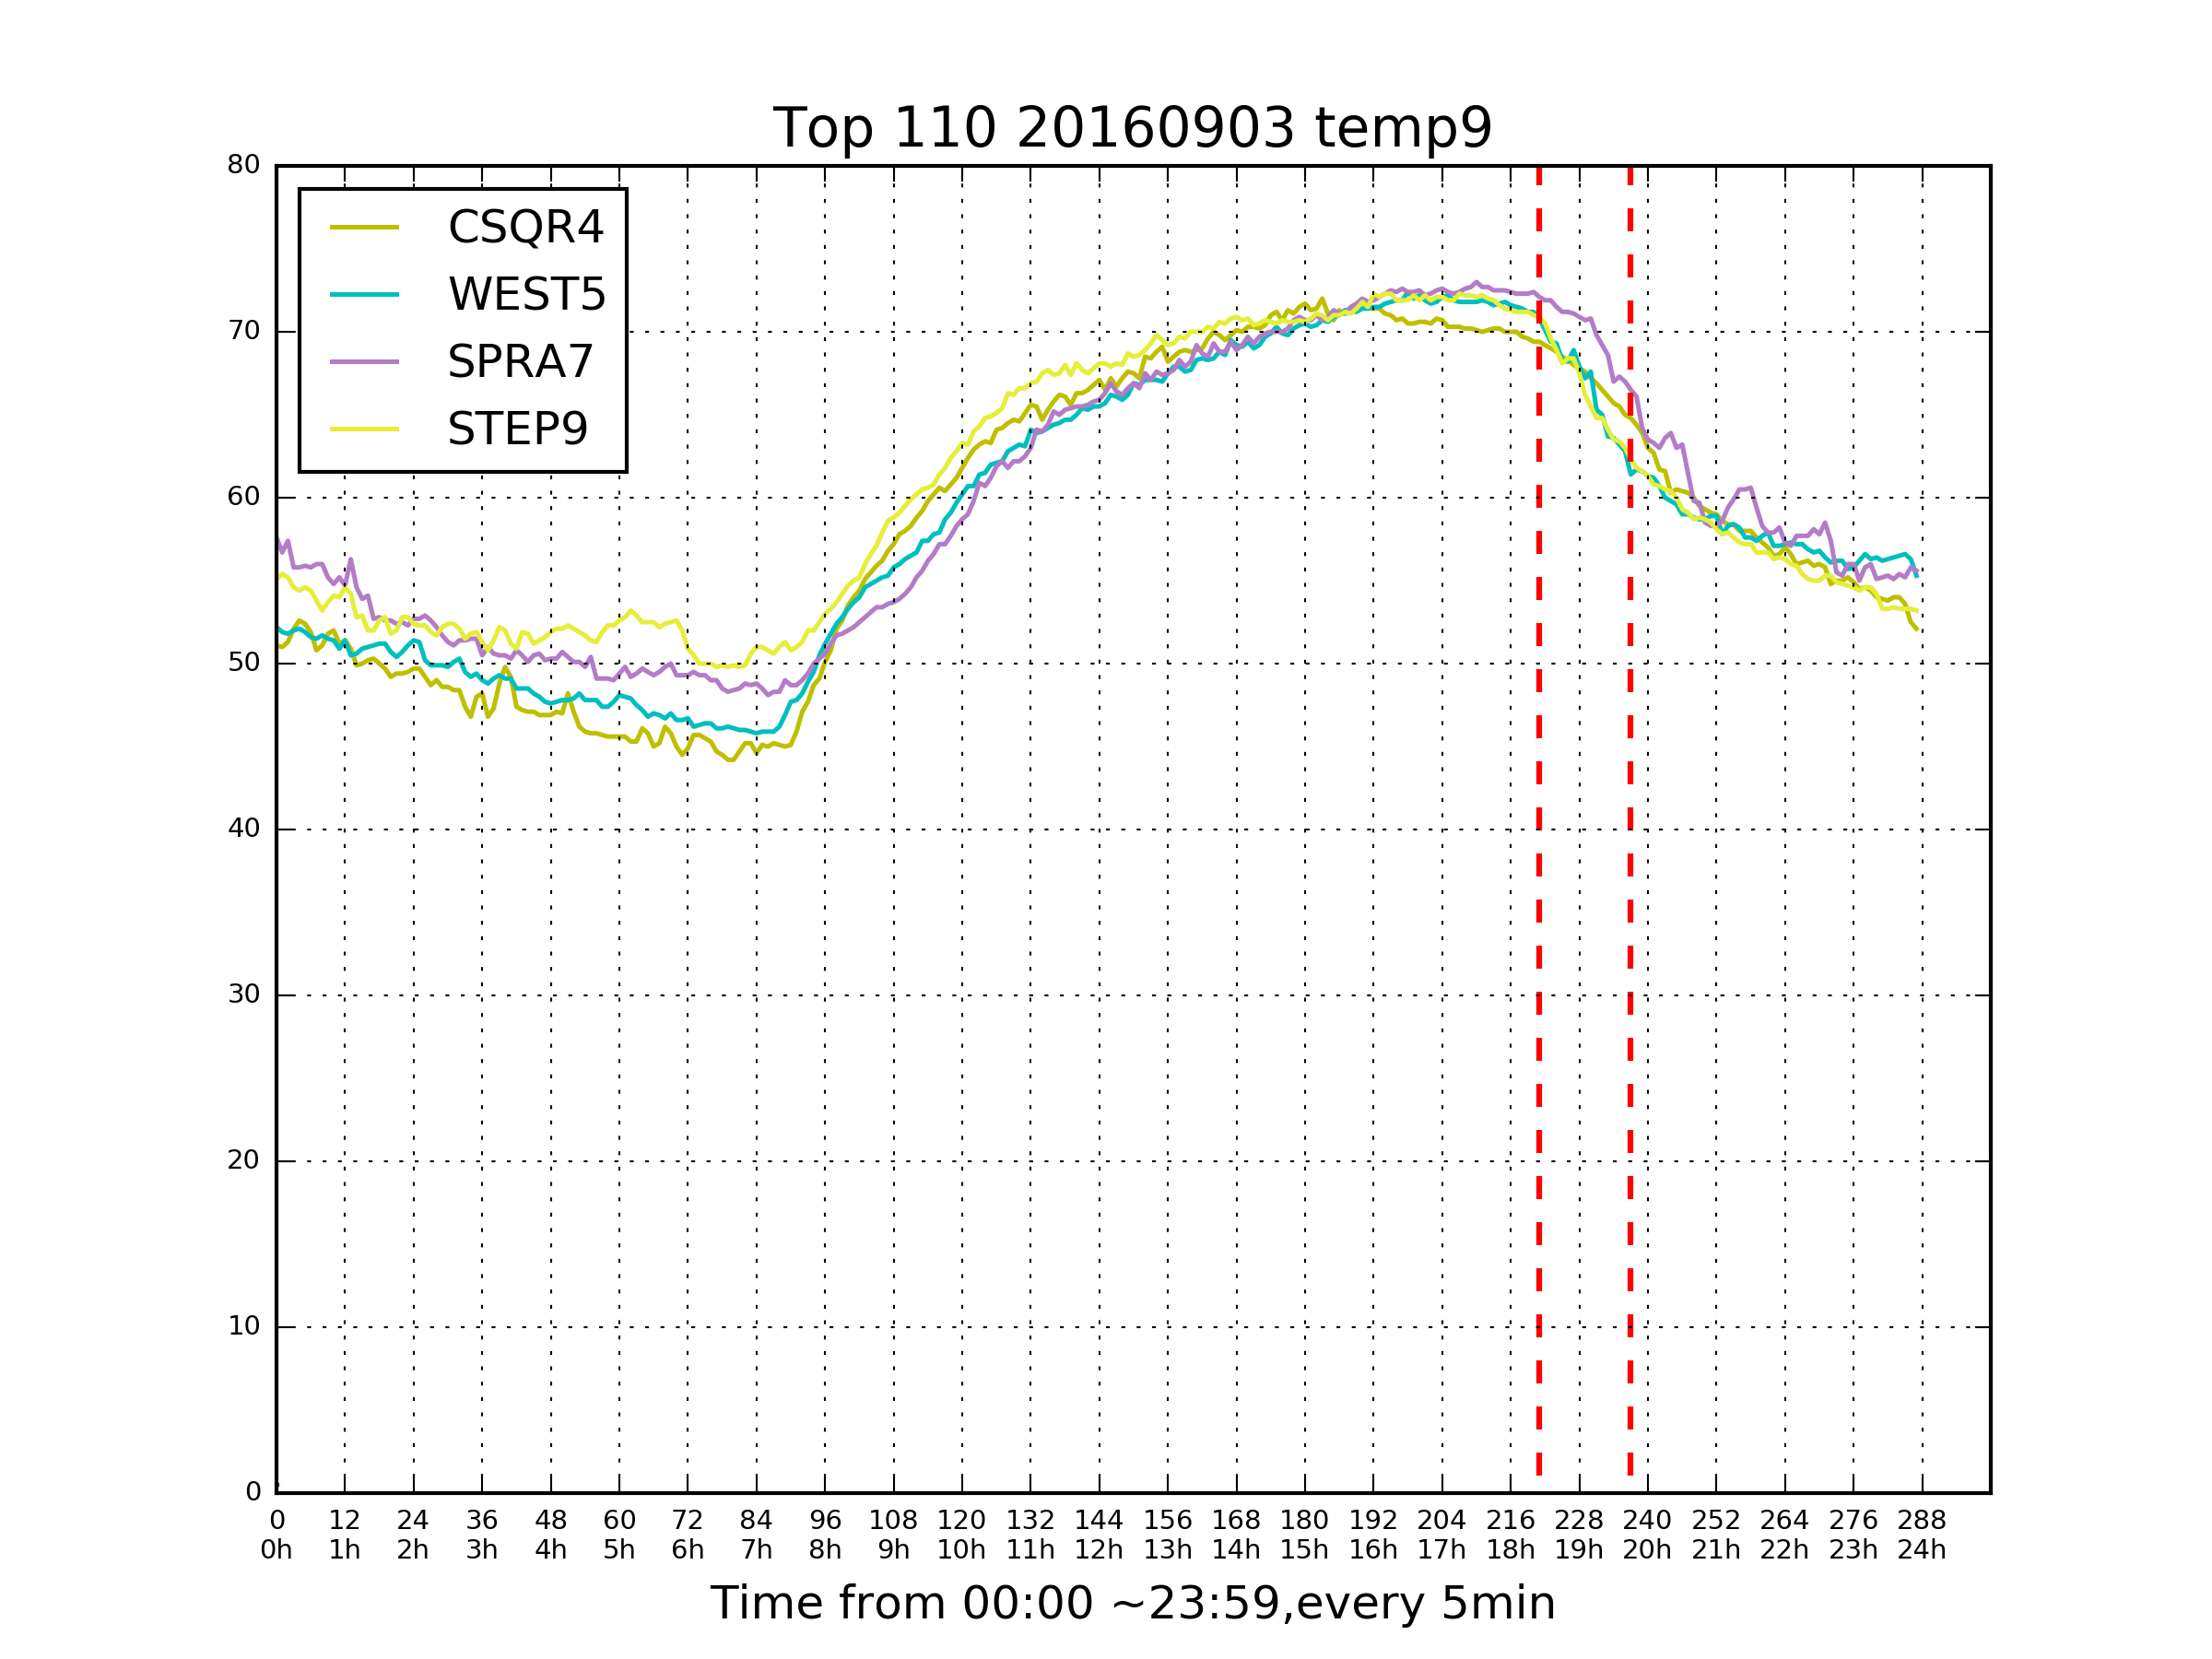 Top 110 20160903 temp9
80
70
60
50
40
30
20
10
0
CSQR4
WEST5
SPRA7
STEP9
0 12 24 36 48 60 72 84 96 108 120 132 144 156 168 180 192 204 216 228 240 252 264 276 288
0h 1h 2h 3h 4h 5h 6h 7h 8h 9h 10h 11h 12h 13h 14h 15h 16h 17h 18h 19h 20h 21h 22h 23h 24h
Time from 00:00 ~23:59,every 5min